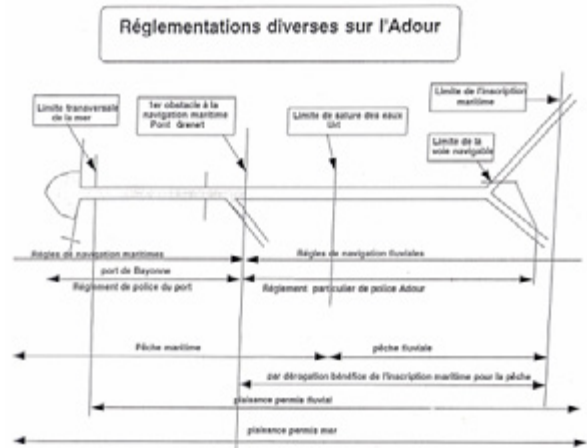 Réglementations diverses sur l'Adour
Limite de l'inscription
maritime
Limite transversale
de la mer
1er obstacle à la
navigation maritime
Pont Grenet
Limite de salure des eaux
Urt
Limite de la
voie navigable
Règles de navigation maritimes
Règles de navigation fluviales
port de Bayonne
Réglement de police du port
Réglement particulier de police Adour
Pêche maritime
pêche fluviale
par dérogation bénéfice de l'inscription maritime pour la pêche
plaisance permis fluvial
plaisance permis mer